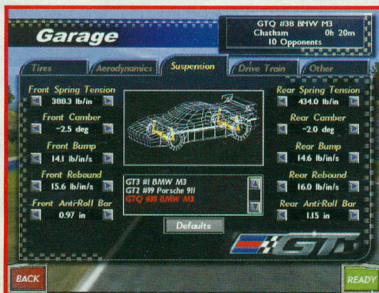 Garage
GTQ #38 BMW M3
Chatham 0h 20m
10 Opponents
Tires
Aerodynamics
Suspension
Drive Train
Other
Front Spring Tension
388.3 lb/in
Front Camber
-2.5 deg
Front Bump
14.1 lb/in/s
Front Rebound
15.6 lb/in/s
Front Anti-Roll Bar
0.97 in
GT3 #1 BMW M3
GT2 #99 Porsche 911
GTQ #38 BMW M3
Defaults
Rear Spring Tension
434.0 lb/in
Rear Camber
-2.0 deg
Rear Bump
14.6 lb/in/s
Rear Rebound
16.0 lb/in/s
Rear Anti-Roll Bar
1.15 in
GT
BACK
READY